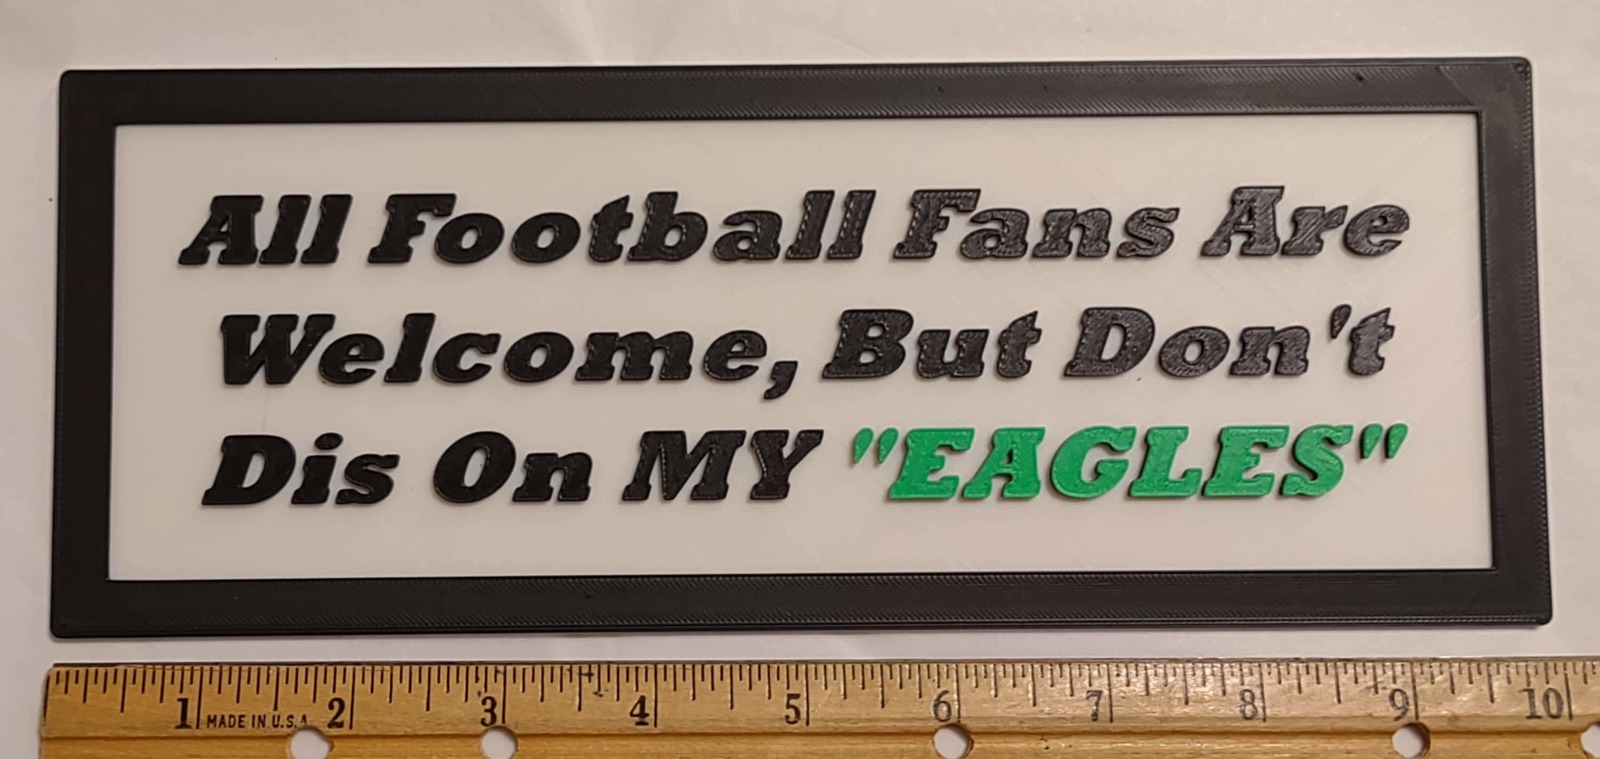 All Football Fans Are
Welcome, But Don't
Dis On MY "EAGLES"
1 MADE IN U.S.A. 2 3 4 5 6 7 8 9 10